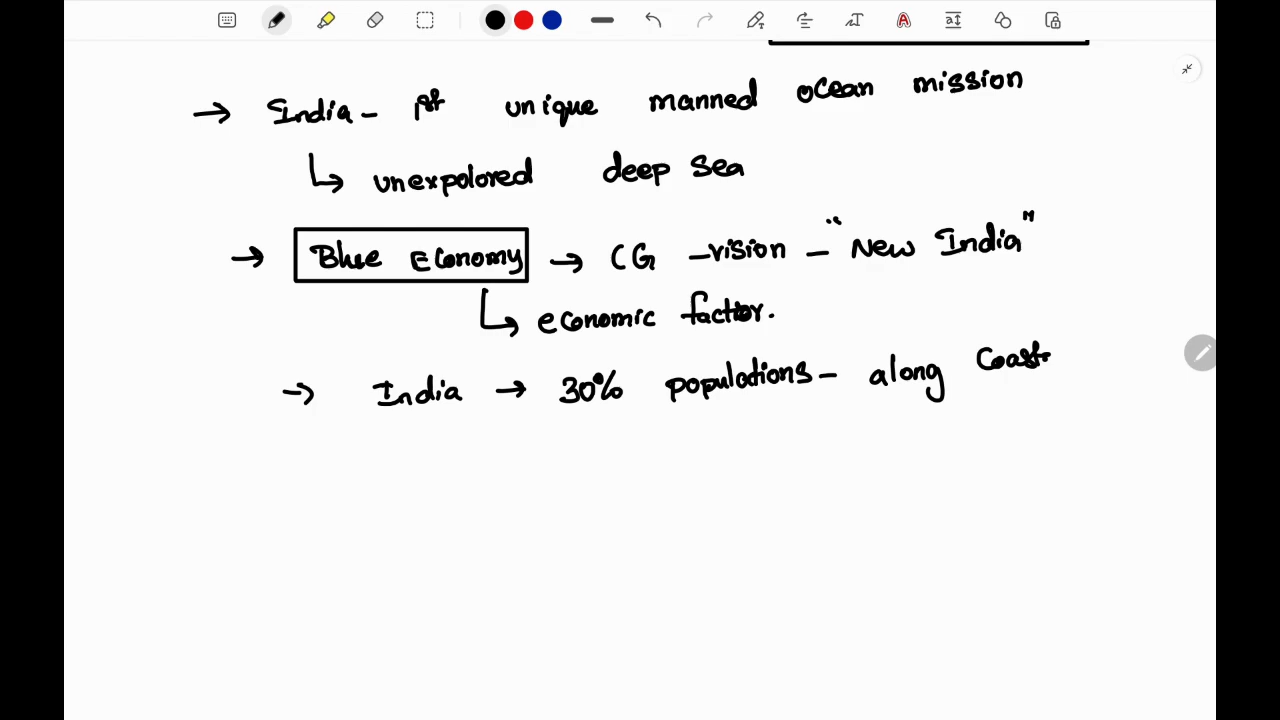 → India - 1st unique manned ocean mission
↳ unexpolored deep sea
→ Blue Economy → CG - vision - "New India"
↳ economic factor.
→ India → 30% populations - along Coast